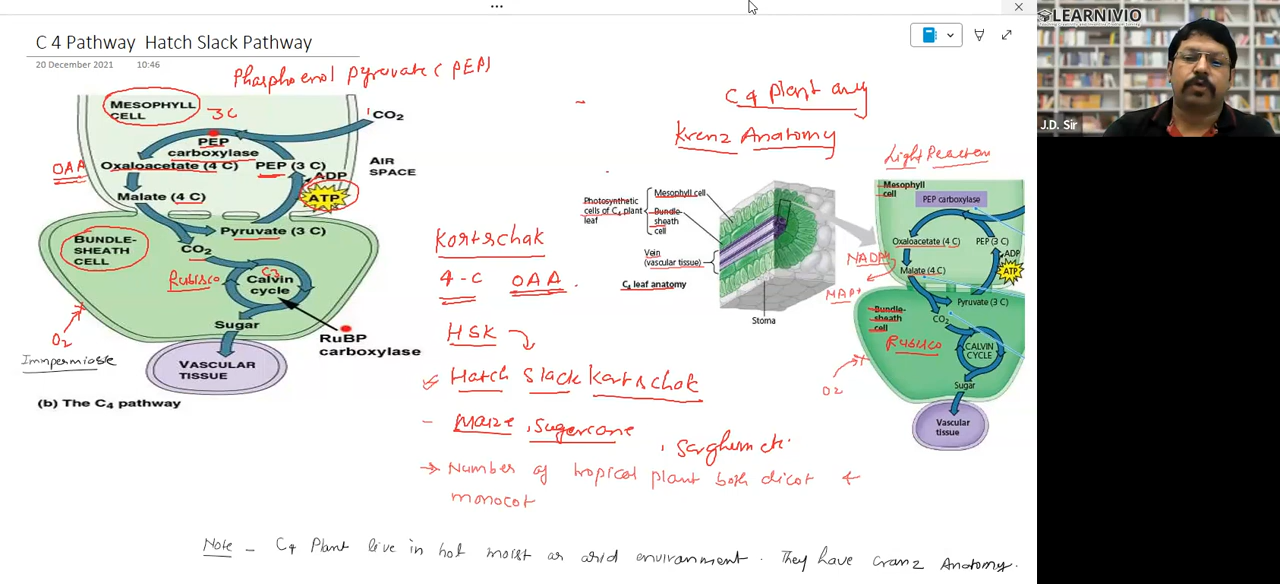 C 4 Pathway Hatch Slack Pathway
20 December 2021 10:46
Phasphoenol Pyruvate (PEP)
MESOPHYLL
CELL
3C
CO2
PEP
carboxylase
OAA
Oxaloacetate (4 C)
PEP (3 C)
AIR
SPACE
ADP
ATP
Malate (4 C)
Pyruvate (3 C)
BUNDLE-
SHEATH
CELL
CO2
Rubisco
C3
Calvin
cycle
Sugar
RuBP
carboxylase
O2
Immpermiable
VASCULAR
TISSUE
(b) The C4 pathway
Kortschak
4-C OAA.
HSK
Hatch Slack Kortschak
- Maize, Sugercane, Sorghum etc.
→ Number of tropical plant both dicot &
monocot
C4 plant
Kranz Anatomy
Photosynthetic
cells of C4 plant
leaf
Mesophyll cell
Bundle-
sheath
cell
Vein
(vascular tissue)
C4 leaf anatomy
Stoma
Light Reaction
Mesophyll
cell
PEP carboxylase
Oxaloacetate (4 C)
PEP (3 C)
ADP
NADPH
Malate (4 C)
ATP
Pyruvate (3 C)
Bundle-
sheath
cell
CO2
Rubisco
CALVIN
CYCLE
O2
Sugar
Vascular
tissue
Note - C4 Plant live in hot moist or arid environment. They have Cranz Anatomy.
LEARNIVIO
J.D. Sir